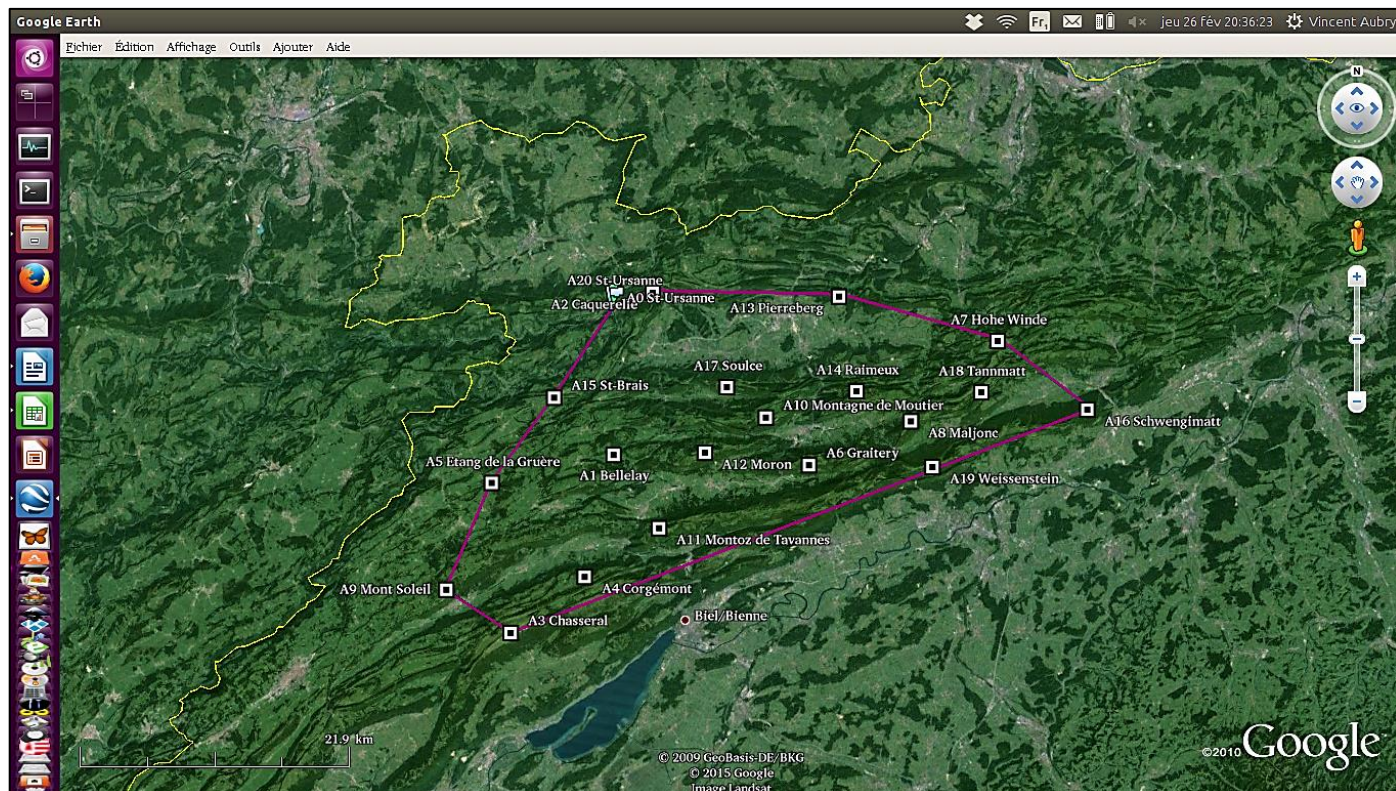 Google Earth
Fr1
jeu 26 fév 20:36:23
Vincent Aubry
Fichier Édition Affichage Outils Ajouter Aide
N
A20 St-Ursanne
A0 St-Ursanne
A2 Caquerelle
A13 Pierreberg
A7 Hohe Winde
A17 Soulce
A14 Raimeux
A18 Tannmatt
A15 St-Brais
A10 Montagne de Moutier
A16 Schwengimatt
A8 Maljonc
A5 Etang de la Gruère
A12 Moron
A6 Graitery
A1 Bellelay
A19 Weissenstein
A11 Montoz de Tavannes
A9 Mont Soleil
A4 Corgémont
A3 Chasseral
Biel/Bienne
21.9 km
© 2009 GeoBasis-DE/BKG
© 2015 Google
Image Landsat
©2010 Google